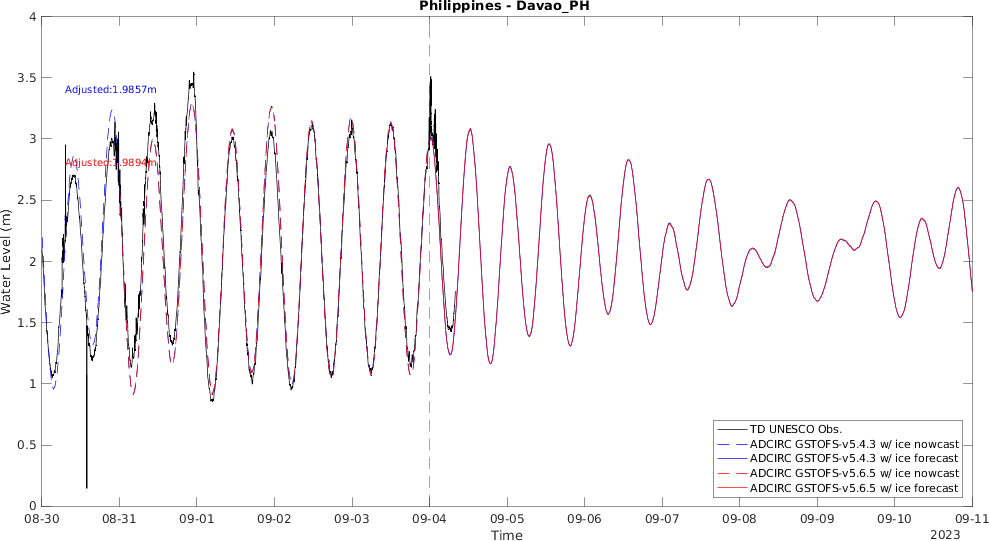 Philippines - Davao_PH
Water Level (m)
4
3.5
3
2.5
2
1.5
1
0.5
0
Adjusted:1.9857m
Adjusted:1.9894m
TD UNESCO Obs.
ADCIRC GSTOFS-v5.4.3 w/ ice nowcast
ADCIRC GSTOFS-v5.4.3 w/ ice forecast
ADCIRC GSTOFS-v5.6.5 w/ ice nowcast
ADCIRC GSTOFS-v5.6.5 w/ ice forecast
08-30 08-31 09-01 09-02 09-03 09-04 09-05 09-06 09-07 09-08 09-09 09-10 09-11
Time
2023